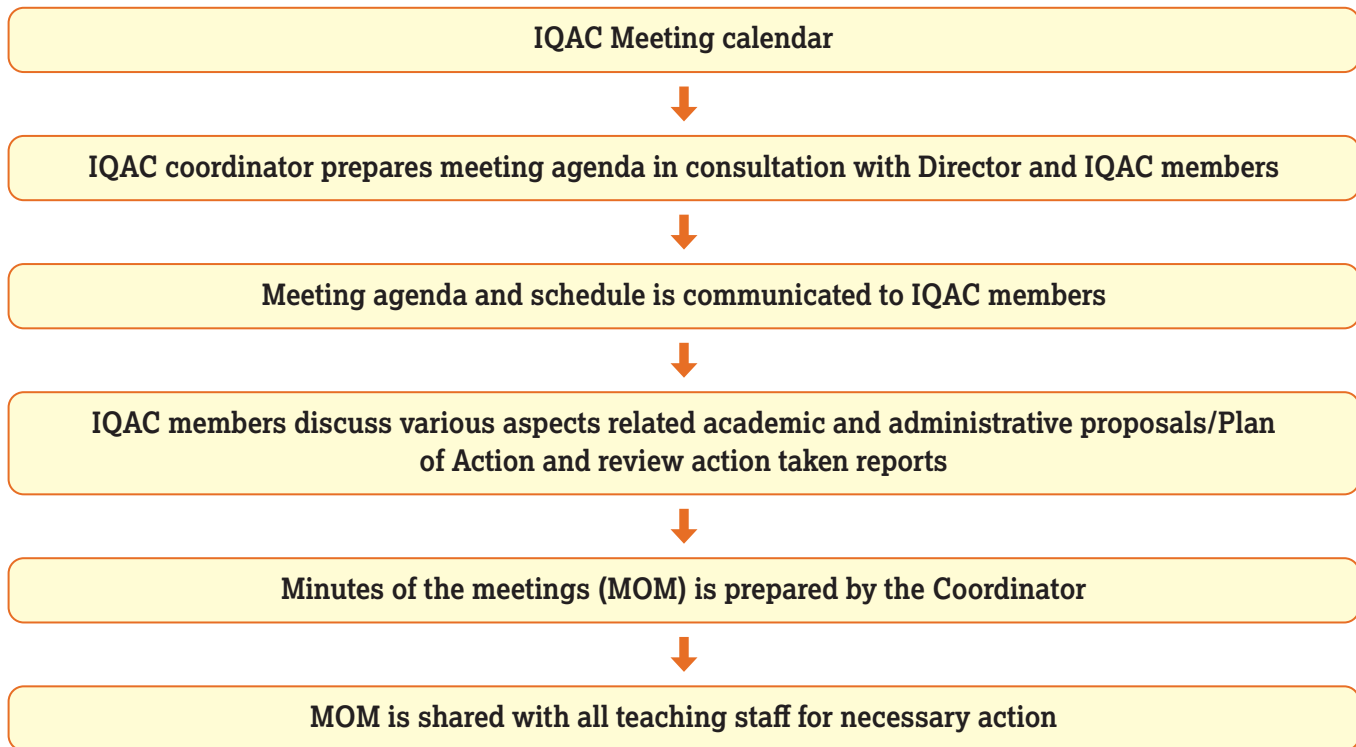 IQAC Meeting calendar
IQAC coordinator prepares meeting agenda in consultation with Director and IQAC members
Meeting agenda and schedule is communicated to IQAC members
IQAC members discuss various aspects related academic and administrative proposals/Plan
of Action and review action taken reports
Minutes of the meetings (MOM) is prepared by the Coordinator
MOM is shared with all teaching staff for necessary action